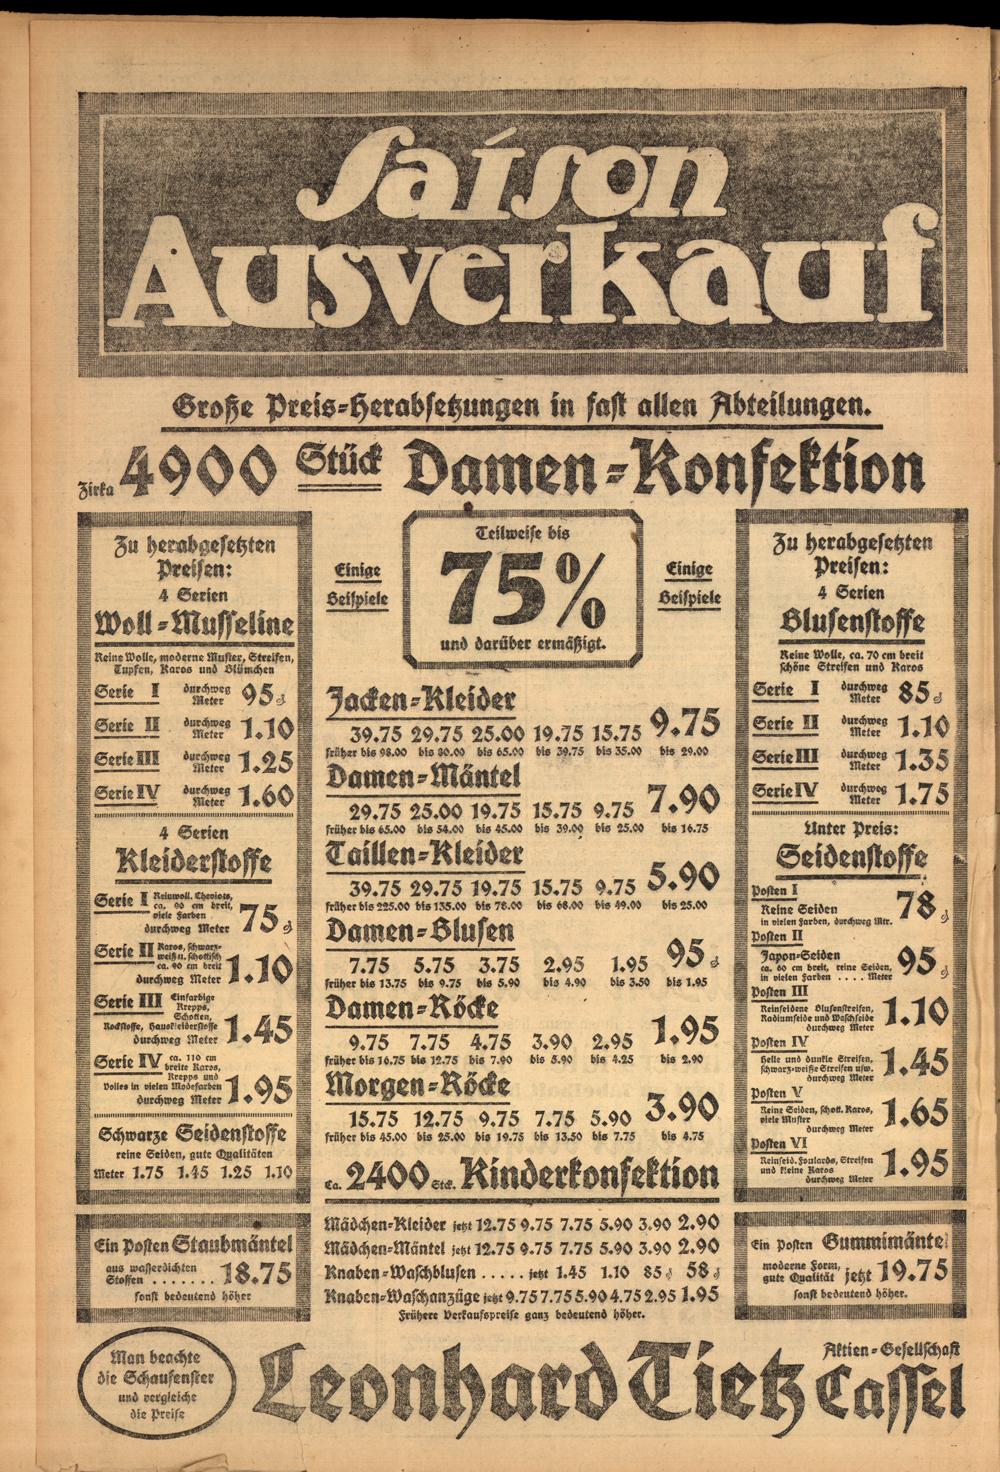 Saison
Ausverkauf
Große Preis-Herabsetzungen in fast allen Abteilungen.
Zirka 4900 Stück Damen-Konfektion
Zu herabgesetzten
Preisen:
4 Serien
Woll-Musseline
Reine Wolle, moderne Muster, Streifen,
Tupfen, Karos und Blümchen
Serie I durchweg Meter 95 ₰
Serie II durchweg Meter 1.10
Serie III durchweg Meter 1.25
Serie IV durchweg Meter 1.60
4 Serien
Kleiderstoffe
Serie I Reinwoll. Cheviots,
ca. 90 cm breit,
viele Farben
durchweg Meter 75 ₰
Serie II Karos, schwarz-
weiß u. schottisch
ca. 90 cm breit
durchweg Meter 1.10
Serie III Einfarbige
Krepps,
Schotten,
Rockstoffe, Hauskleiderstoffe
durchweg Meter 1.45
Serie IV ca. 110 cm
breite Karos,
Krepps und
Voiles in vielen Modefarben
durchweg Meter 1.95
Schwarze Seidenstoffe
reine Seiden, gute Qualitäten
Meter 1.75 1.45 1.25 1.10
Einige
Beispiele
Teilweise bis
75%
und darüber ermäßigt.
Einige
Beispiele
Jacken-Kleider
39.75 29.75 25.00 19.75 15.75 9.75
früher bis 98.00 bis 80.00 bis 65.00 bis 39.75 bis 35.00 bis 29.00
Damen-Mäntel
29.75 25.00 19.75 15.75 9.75 7.90
früher bis 65.00 bis 54.00 bis 45.00 bis 39.00 bis 25.00 bis 16.75
Taillen-Kleider
39.75 29.75 19.75 15.75 9.75 5.90
früher bis 225.00 bis 135.00 bis 78.00 bis 68.00 bis 49.00 bis 25.00
Damen-Blusen
7.75 5.75 3.75 2.95 1.95 95 ₰
früher bis 13.75 bis 9.75 bis 5.90 bis 4.90 bis 3.50 bis 1.95
Damen-Röcke
9.75 7.75 4.75 3.90 2.95 1.95
früher bis 16.75 bis 12.75 bis 7.90 bis 5.90 bis 4.25 bis 2.90
Morgen-Röcke
15.75 12.75 9.75 7.75 5.90 3.90
früher bis 45.00 bis 25.00 bis 19.75 bis 13.50 bis 7.75 bis 4.75
Ca. 2400 Stck. Kinderkonfektion
Mädchen-Kleider jetzt 12.75 9.75 7.75 5.90 3.90 2.90
Mädchen-Mäntel jetzt 12.75 9.75 7.75 5.90 3.90 2.90
Knaben-Waschblusen ..... jetzt 1.45 1.10 85 ₰ 58 ₰
Knaben-Waschanzüge jetzt 9.75 7.75 5.90 4.75 2.95 1.95
Frühere Verkaufspreise ganz bedeutend höher.
Zu herabgesetzten
Preisen:
4 Serien
Blusenstoffe
Reine Wolle, ca. 70 cm breit
schöne Streifen und Karos
Serie I durchweg Meter 85 ₰
Serie II durchweg Meter 1.10
Serie III durchweg Meter 1.35
Serie IV durchweg Meter 1.75
Unter Preis:
Seidenstoffe
Posten I
Reine Seiden
in vielen Farben, durchweg Mtr. 78 ₰
Posten II
Japon-Seiden
ca. 60 cm breit, reine Seiden,
in vielen Farben .... Meter 95 ₰
Posten III
Reinseidene Blusenstreifen,
Radiumseide und Waschseide
durchweg Meter 1.10
Posten IV
Helle und dunkle Streifen,
schwarz-weiße Streifen usw.
durchweg Meter 1.45
Posten V
Reine Seiden, schott. Karos,
viele Muster
durchweg Meter 1.65
Posten VI
Reinseid. Foulards, Streifen
und kleine Karos
durchweg Meter 1.95
Ein Posten Staubmäntel
aus wasserdichten
Stoffen ....... 18.75
sonst bedeutend höher
Ein Posten Gummimäntel
moderne Form,
gute Qualität jetzt 19.75
sonst bedeutend höher.
Man beachte
die Schaufenster
und vergleiche
die Preise
Leonhard Tietz Aktien-Gesellschaft
Cassel